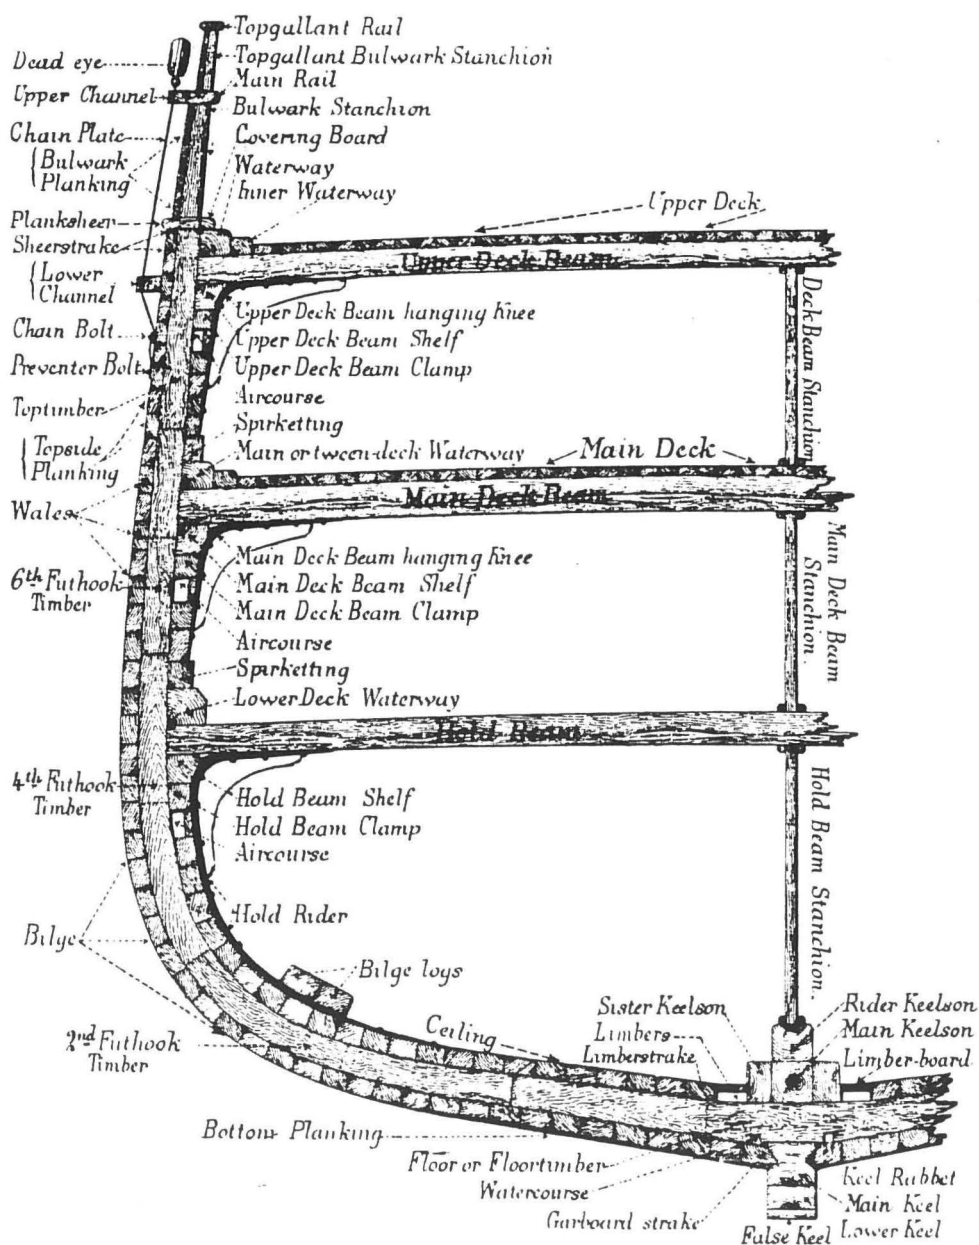 Topgallant Rail
Dead eye
Topgallant Bulwark Stanchion
Main Rail
Upper Channel
Bulwark Stanchion
Chain Plate
Covering Board
Bulwark
Planking
Waterway
Inner Waterway
Upper Deck
Planksheer
Sheerstrake
Upper Deck Beam
Lower
Channel
Upper Deck Beam hanging Knee
Chain Bolt
Upper Deck Beam Shelf
Preventer Bolt
Upper Deck Beam Clamp
Toptimber
Aircourse
Spirketting
Deck Beam Stanchion
Topside
Planking
Main or tween-deck Waterway
Main Deck
Main Deck Beam
Wales
Main Deck Beam hanging Knee
6th Futhook
Timber
Main Deck Beam Shelf
Main Deck Beam Clamp
Aircourse
Spirketting
Main Deck Beam
Stanchion.
Lower Deck Waterway
Hold Beam
4th Futhook
Timber
Hold Beam Shelf
Hold Beam Clamp
Aircourse
Hold Beam Stanchion.
Hold Rider
Bilge
Bilge logs
2nd Futhook
Timber
Ceiling
Sister Keelson
Limbers
Limberstrake
Rider Keelson
Main Keelson
Limber-board
Bottom Planking
Floor or Floortimber
Watercourse
Garboard strake
Keel Rabbet
Main Keel
Lower Keel
False Keel